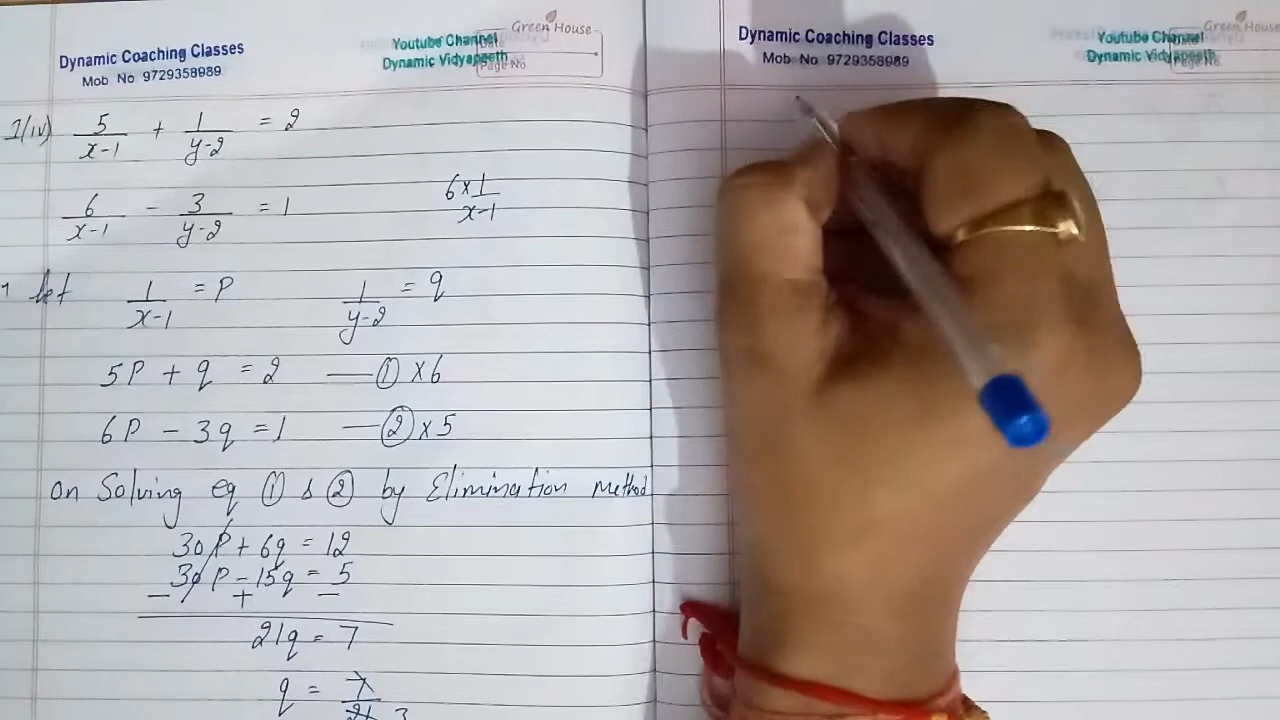 Dynamic Coaching Classes
Mob No 9729358989
Youtube Channel
Dynamic Vidyapeeth
Green House
Page No.
1(iv) 5/(x-1) + 1/(y-2) = 2
6/(x-1) - 3/(y-2) = 1
6×1/(x-1)
Let 1/(x-1) = P 1/(y-2) = q
5P + q = 2 — ① ×6
6P - 3q = 1 — ② ×5
on Solving eq ① & ② by Elimination Method
30P + 6q = 12
30P - 15q = 5
- + -
21q = 7
q = 7/21 3
Dynamic Coaching Classes
Mob No 9729358989
Youtube Channel
Dynamic Vidyapeeth
Green House
Page No.